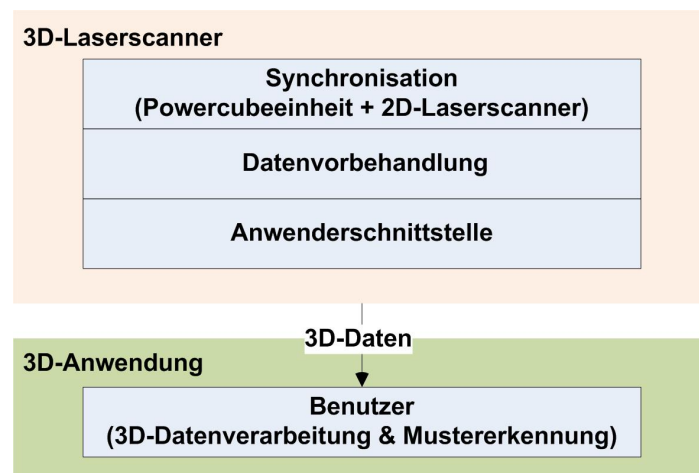 3D-Laserscanner
Synchronisation
(Powercubeeinheit + 2D-Laserscanner)
Datenvorbehandlung
Anwenderschnittstelle
3D-Daten
3D-Anwendung
Benutzer
(3D-Datenverarbeitung & Mustererkennung)